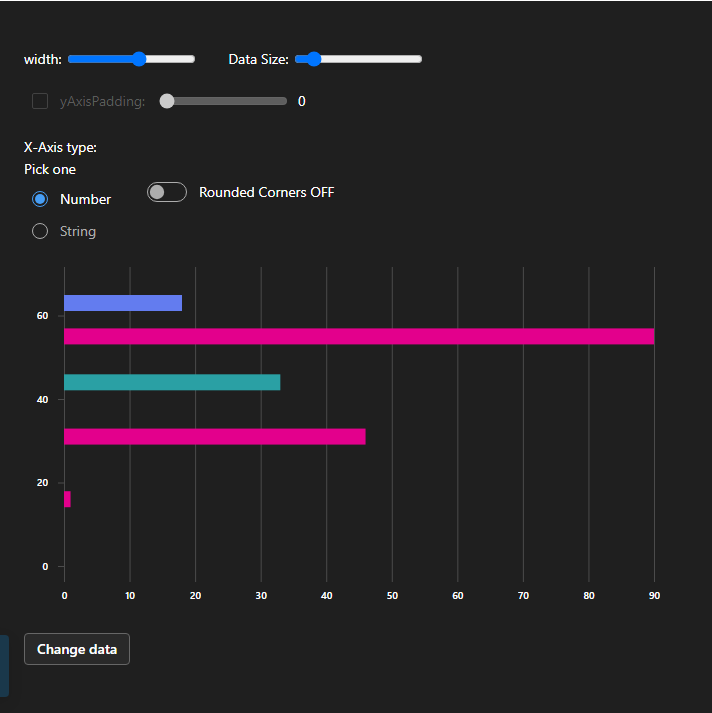 width: Data Size:
yAxisPadding: 0
X-Axis type:
Pick one
Number Rounded Corners OFF
String
60
40
20
0
0 10 20 30 40 50 60 70 80 90
Change data